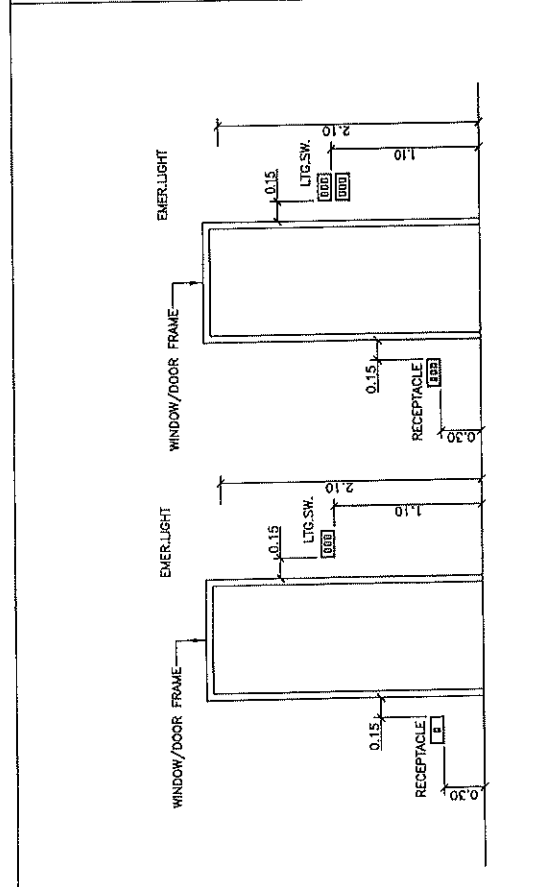 WINDOW/DOOR FRAME
EMER.LIGHT
0.15
LTG.SW.
2.10
1.10
0.15
RECEPTACLE
0.30
WINDOW/DOOR FRAME
EMER.LIGHT
0.15
LTG.SW.
2.10
1.10
0.15
RECEPTACLE
0.30